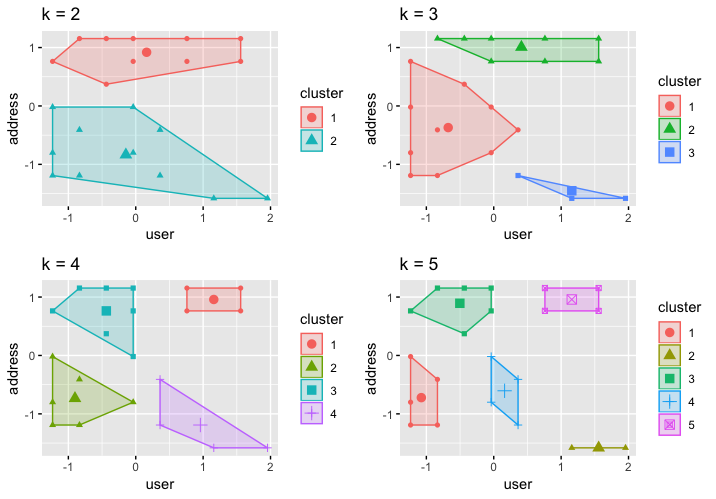 k = 2
1
0
-1
address
-1
0
1
2
user
cluster
1
2
k = 3
1
0
-1
address
-1
0
1
2
user
cluster
1
2
3
k = 4
1
0
-1
address
-1
0
1
2
user
cluster
1
2
3
4
k = 5
1
0
-1
address
-1
0
1
2
user
cluster
1
2
3
4
5